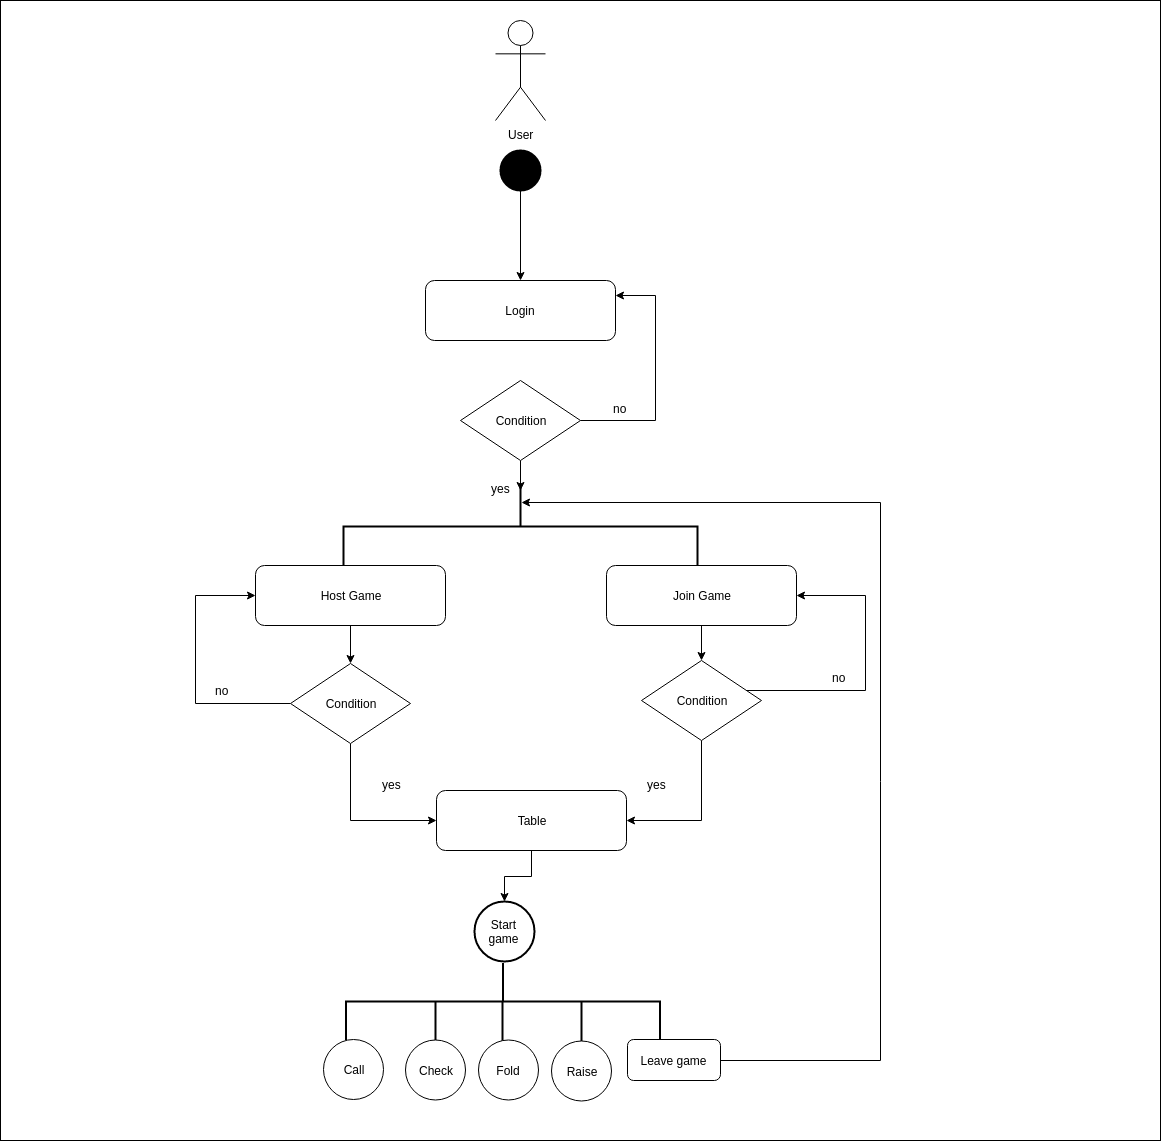 User
Login
Condition
no
yes
Host Game
Join Game
no
Condition
Condition
no
yes
yes
Table
Start
game
Call
Check
Fold
Raise
Leave game